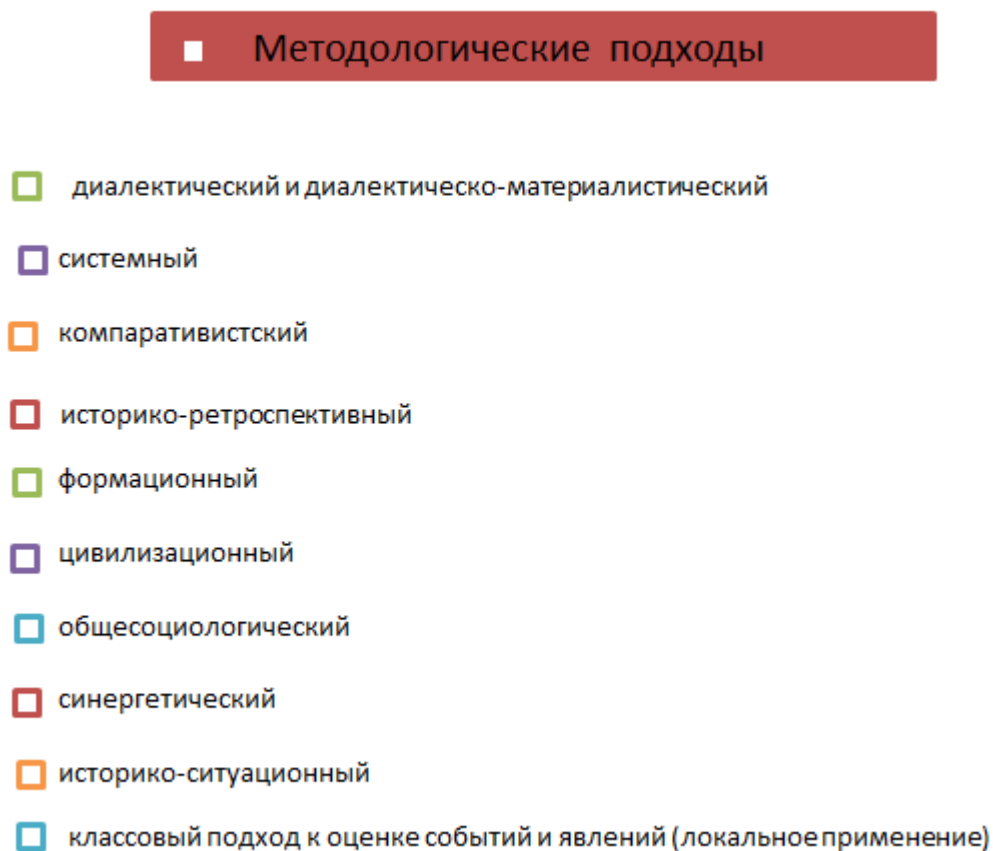 Методологические подходы
диалектический и диалектическо-материалистический
системный
компаративистский
историко-ретроспективный
формационный
цивилизационный
общесоциологический
синергетический
историко-ситуационный
классовый подход к оценке событий и явлений (локальное применение)